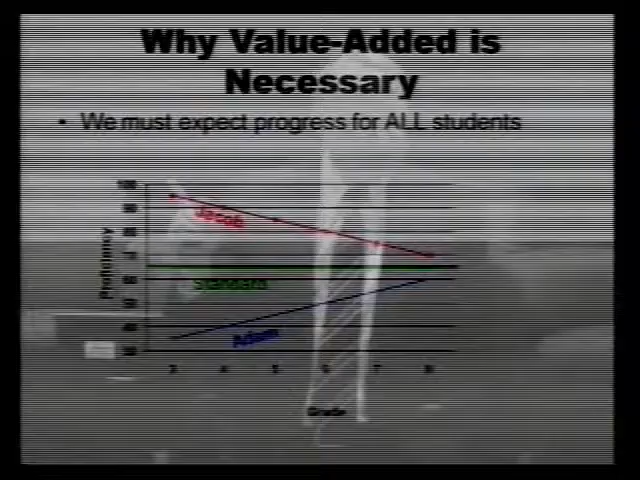 Why Value-Added is
Necessary
• We must expect progress for ALL students
100
90
80
Jacob
Proficiency
60
Standard
50
40
Adam
30
3 4 5 6 7 8
Grade